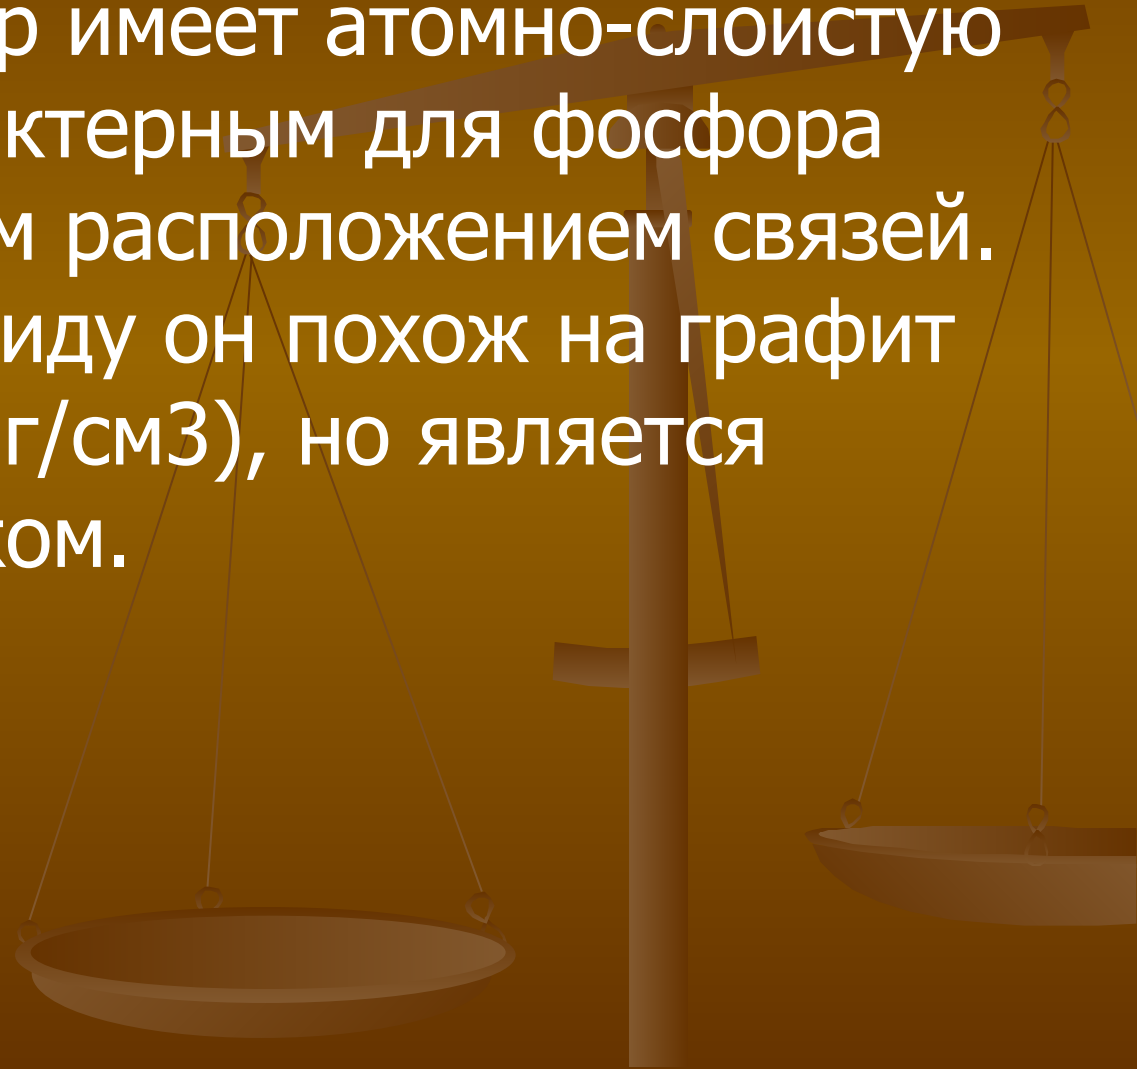 р имеет атомно-слоистую
ктерным для фосфора
м расположением связей.
иду он похож на графит
г/см3), но является
ком.